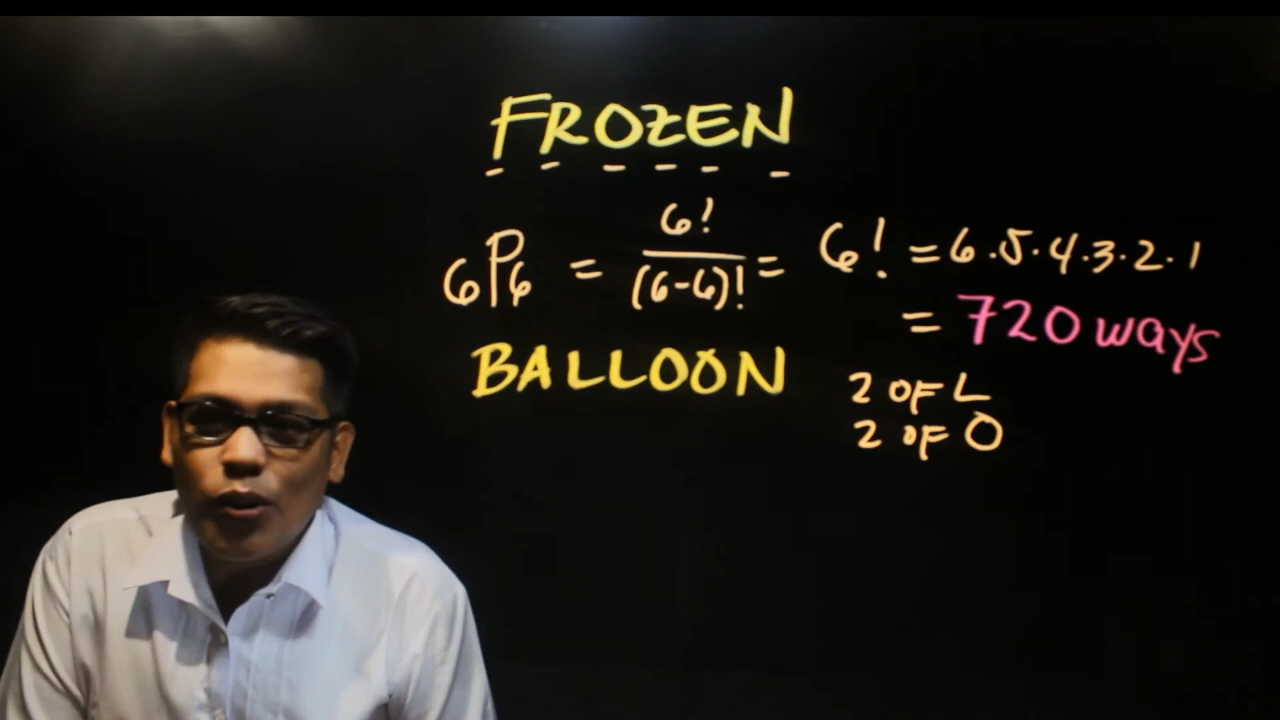 FROZEN
6P6 = 6!/(6-6)! = 6! = 6.5.4.3.2.1
= 720 ways
BALLOON
2 OF L
2 OF O